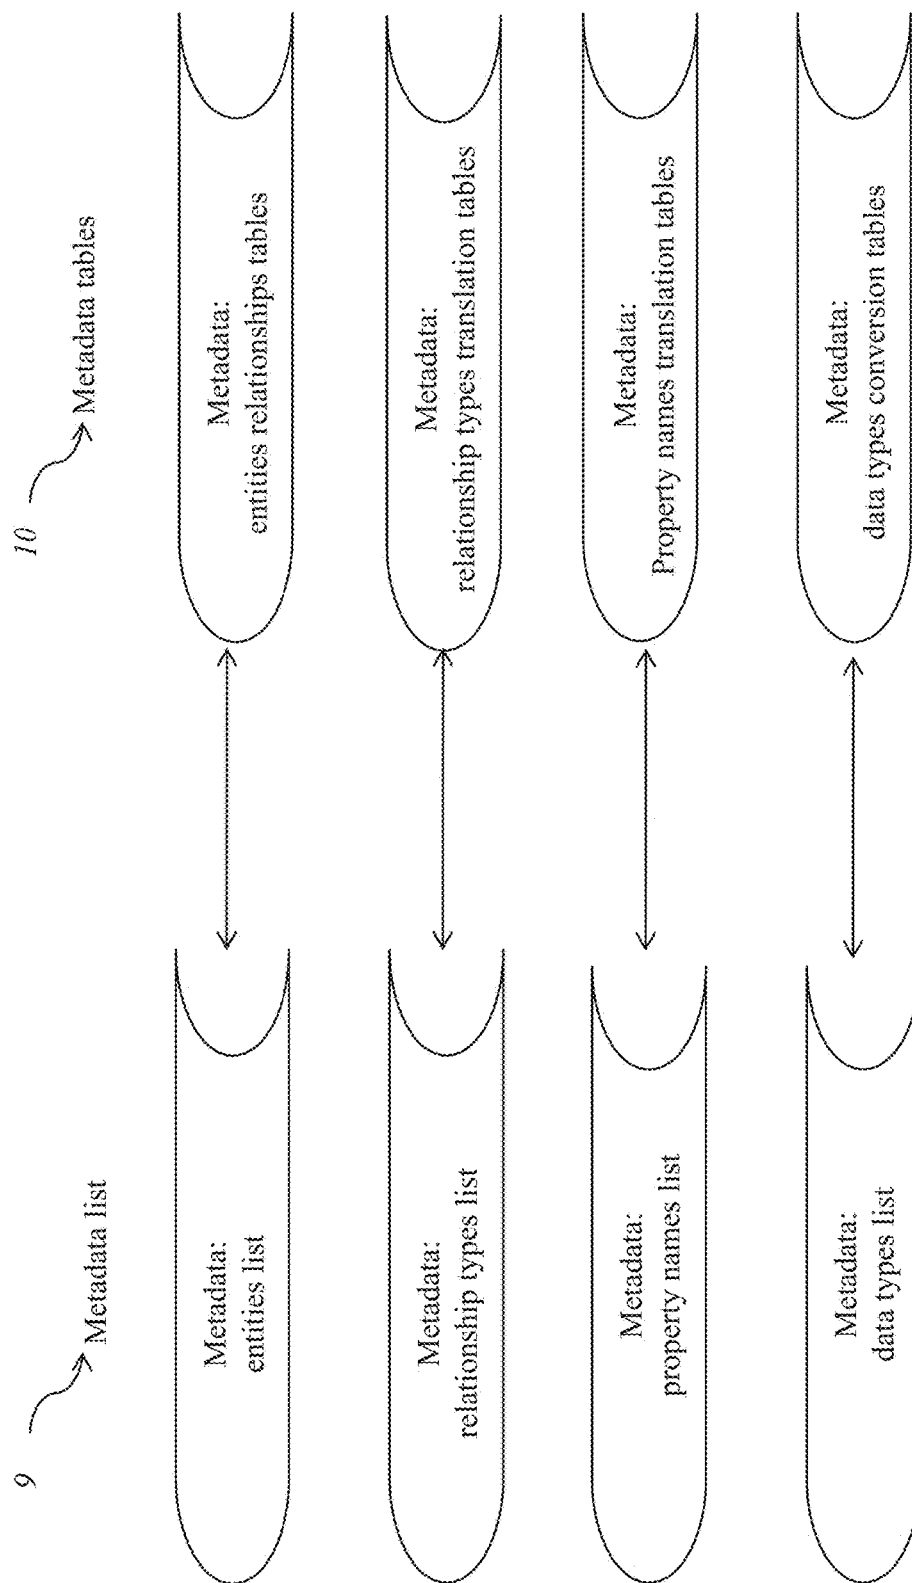 9
Metadata list
10
Metadata tables
Metadata:
entities list
Metadata:
entities relationships tables
Metadata:
relationship types list
Metadata:
relationship types translation tables
Metadata:
property names list
Metadata:
Property names translation tables
Metadata:
data types list
Metadata:
data types conversion tables